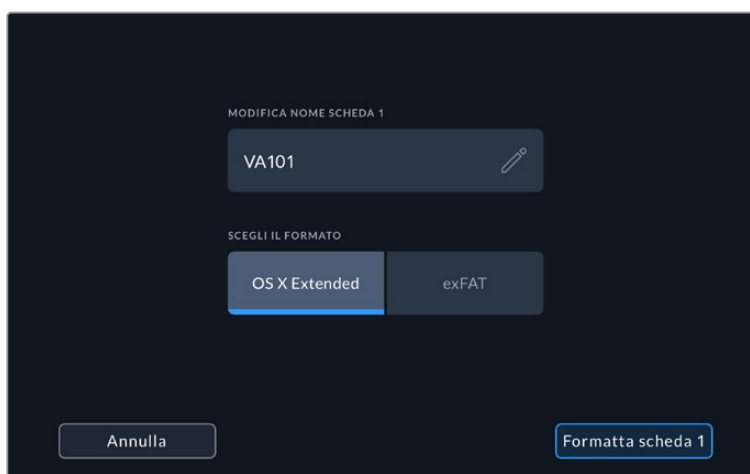 MODIFICA NOME SCHEDA 1
VA101
SCEGLI IL FORMATO
OS X Extended
exFAT
Annulla
Formatta scheda 1